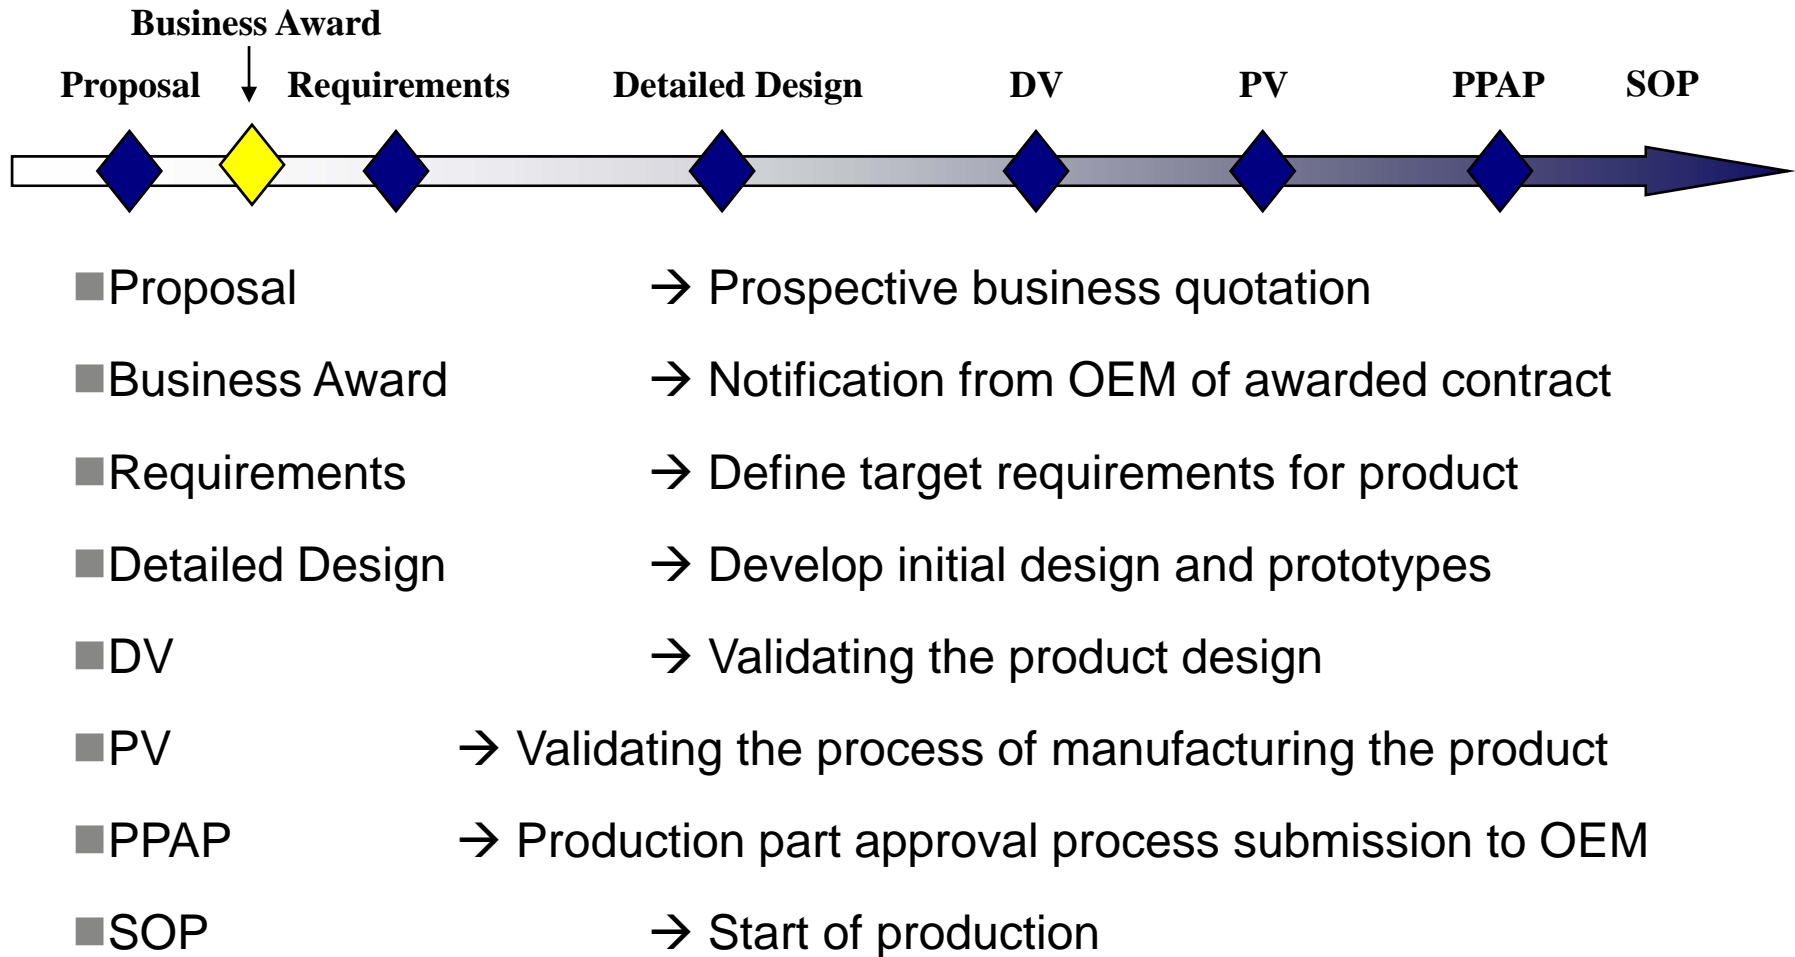 Business Award
Proposal Requirements Detailed Design DV PV PPAP SOP
■Proposal → Prospective business quotation
■Business Award → Notification from OEM of awarded contract
■Requirements → Define target requirements for product
■Detailed Design → Develop initial design and prototypes
■DV → Validating the product design
■PV → Validating the process of manufacturing the product
■PPAP → Production part approval process submission to OEM
■SOP → Start of production